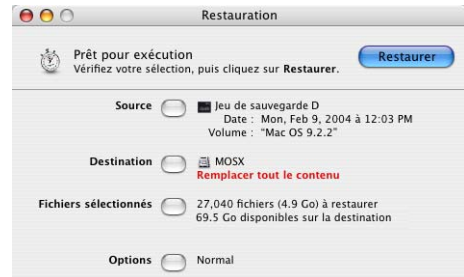 Restauration
Prêt pour exécution
Vérifiez votre sélection, puis cliquez sur Restaurer.
Restaurer
Source
Jeu de sauvegarde D
Date : Mon, Feb 9, 2004 à 12:03 PM
Volume : "Mac OS 9.2.2"
Destination
MOSX
Remplacer tout le contenu
Fichiers sélectionnés
27,040 fichiers (4.9 Go) à restaurer
69.5 Go disponibles sur la destination
Options
Normal